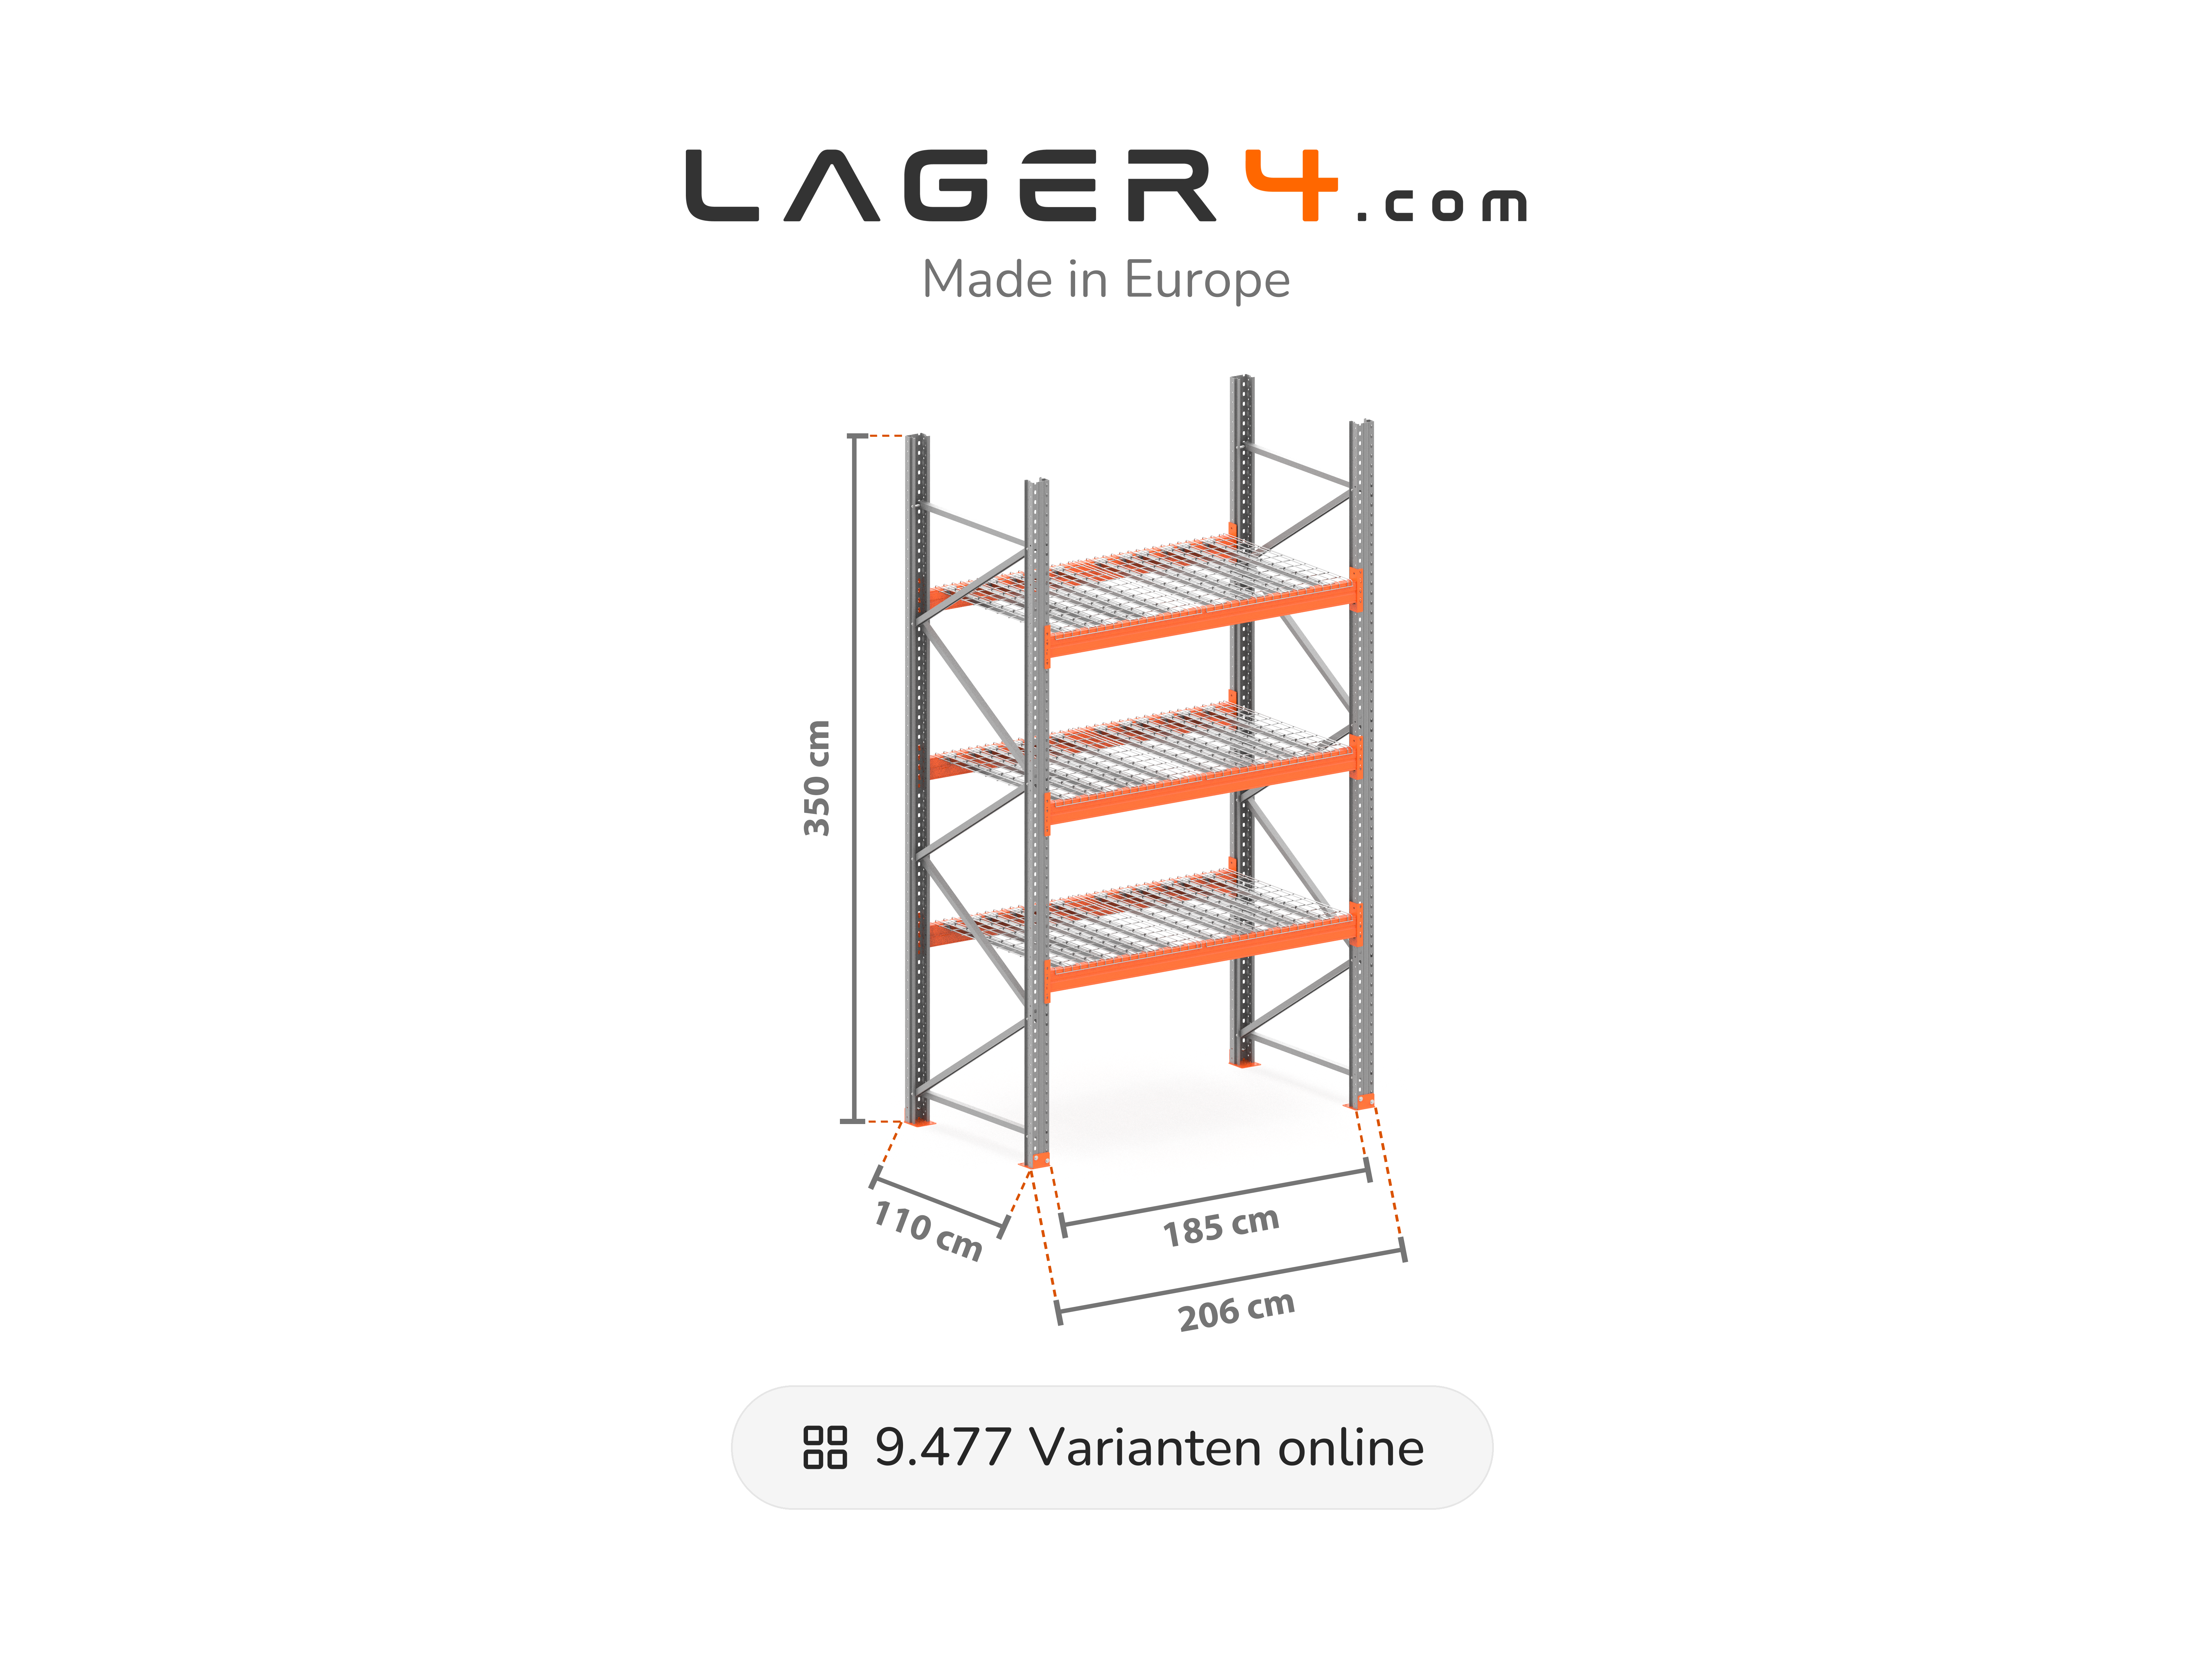 LAGER4.com
Made in Europe
350 cm
110 cm
185 cm
206 cm
9.477 Varianten online